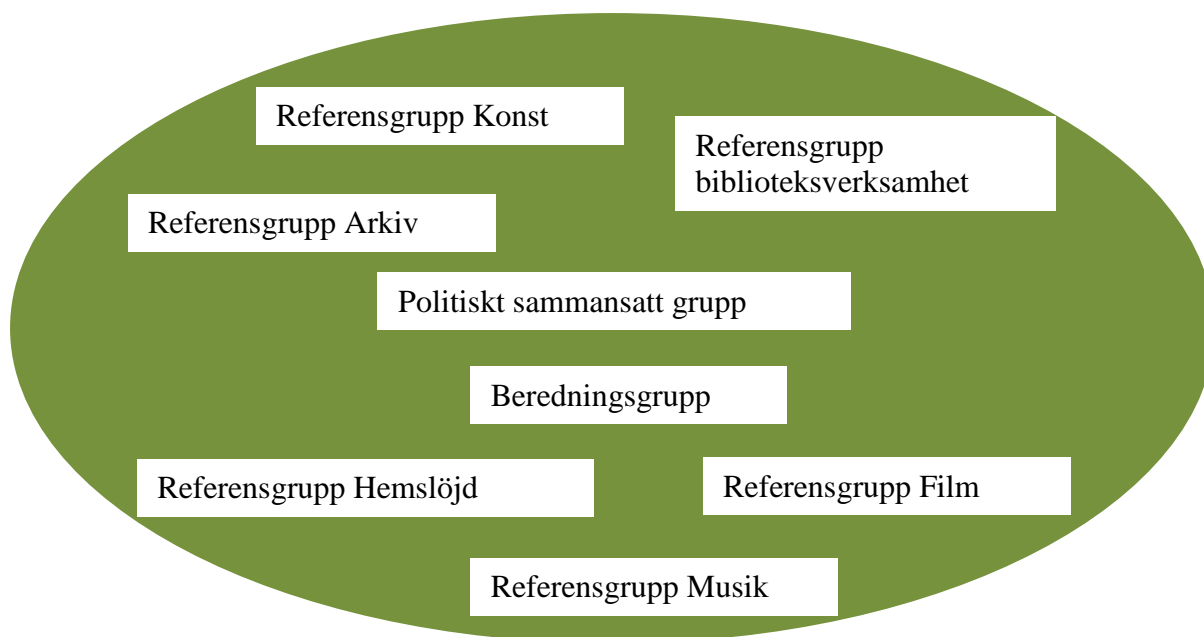 Referensgrupp Konst
Referensgrupp
biblioteksverksamhet
Referensgrupp Arkiv
Politiskt sammansatt grupp
Beredningsgrupp
Referensgrupp Hemslöjd
Referensgrupp Film
Referensgrupp Musik